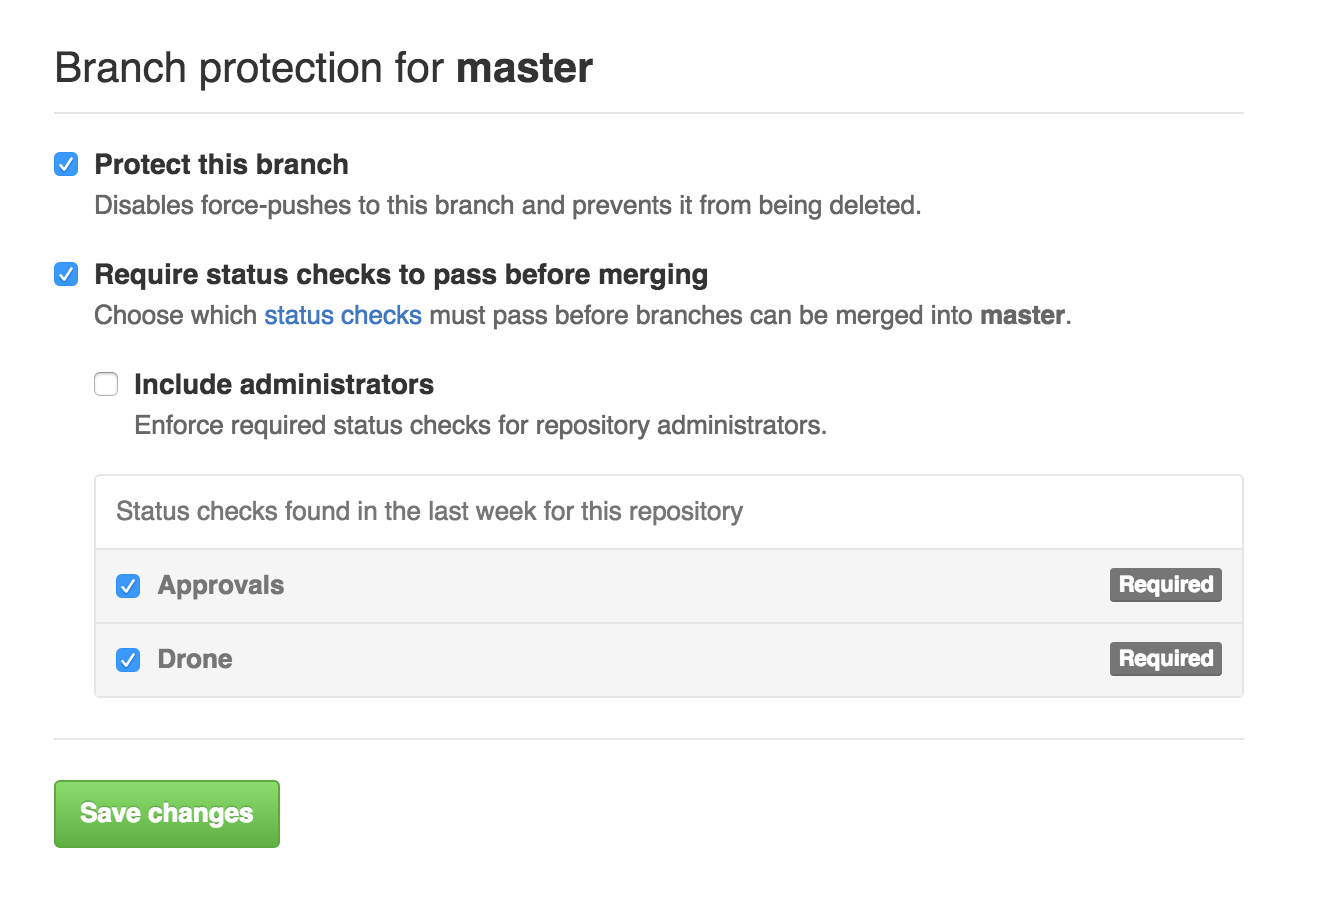 Branch protection for master
Protect this branch
Disables force-pushes to this branch and prevents it from being deleted.
Require status checks to pass before merging
Choose which status checks must pass before branches can be merged into master.
Include administrators
Enforce required status checks for repository administrators.
Status checks found in the last week for this repository
Approvals Required
Drone Required
Save changes